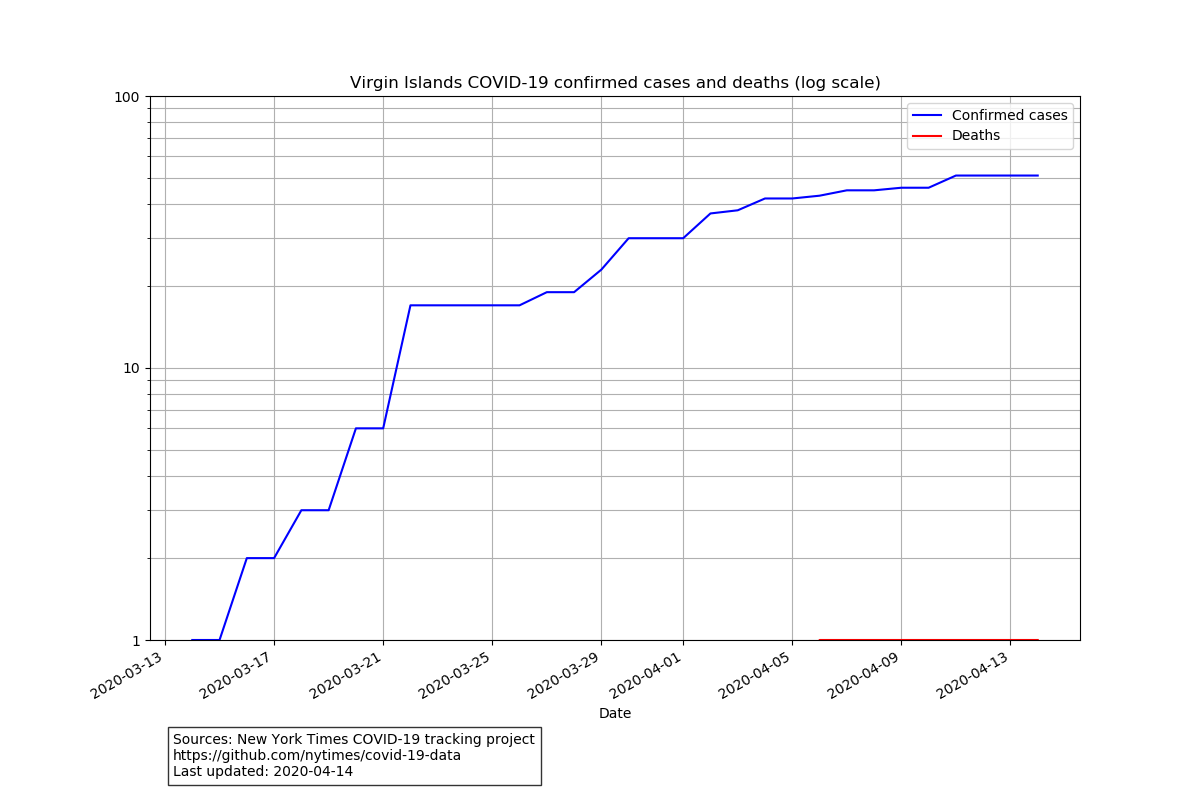 Virgin Islands COVID-19 confirmed cases and deaths (log scale)
100
10
1
Confirmed cases
Deaths
2020-03-13
2020-03-17
2020-03-21
2020-03-25
2020-03-29
2020-04-01
2020-04-05
2020-04-09
2020-04-13
Date
Sources: New York Times COVID-19 tracking project
https://github.com/nytimes/covid-19-data
Last updated: 2020-04-14